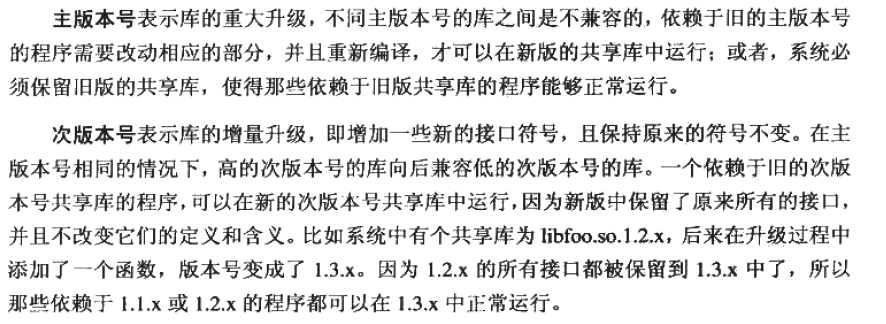 主版本号表示库的重大升级，不同主版本号的库之间是不兼容的，依赖于旧的主版本号
的程序需要改动相应的部分，并且重新编译，才可以在新版的共享库中运行；或者，系统必
须保留旧版的共享库，使得那些依赖于旧版共享库的程序能够正常运行。
次版本号表示库的增量升级，即增加一些新的接口符号，且保持原来的符号不变。在主
版本号相同的情况下，高的次版本号的库向后兼容低的次版本号的库。一个依赖于旧的次版
本号共享库的程序，可以在新的次版本号共享库中运行，因为新版中保留了原来所有的接口，
并且不改变它们的定义和含义。比如系统中有个共享库为 libfoo.so.1.2.x，后来在升级过程中
添加了一个函数，版本号变成了 1.3.x。因为 1.2.x 的所有接口都被保留到 1.3.x 中了，所以
那些依赖于 1.1.x 或 1.2.x 的程序都可以在 1.3.x 中正常运行。